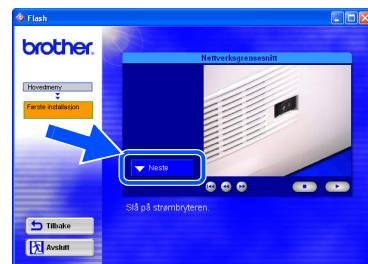 Flash
brother.
Nettverksgrensesnitt
Hovedmeny
Første installasjon
Neste
Slå på strømbryteren.
Tilbake
Avslutt